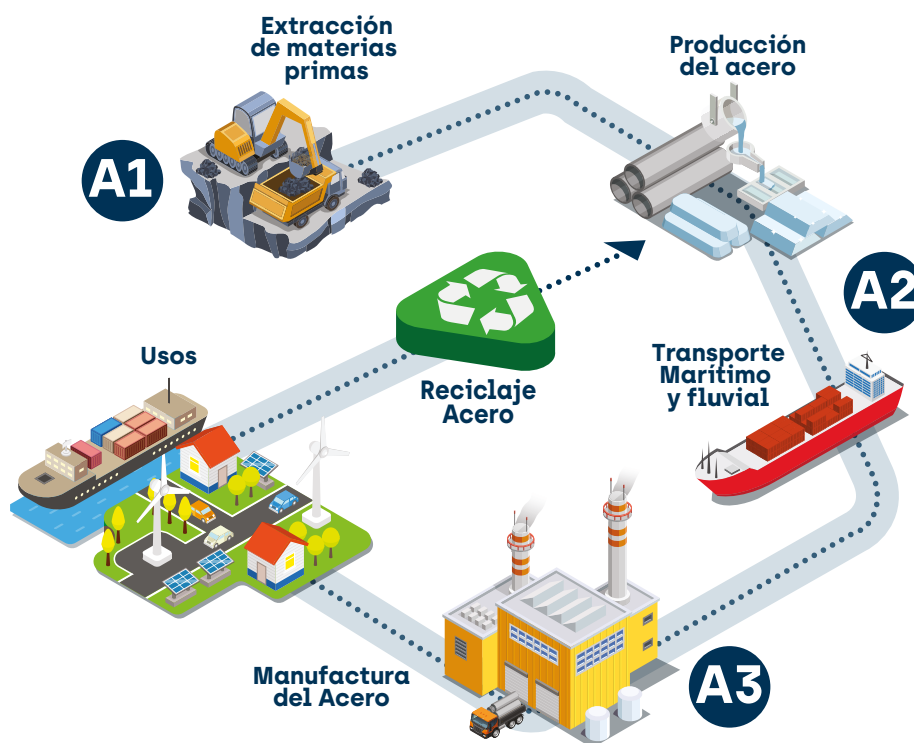 Extracción
de materias
primas
A1
Producción
del acero
A2
Transporte
Marítimo
y fluvial
Reciclaje
Acero
Usos
Manufactura
del Acero
A3